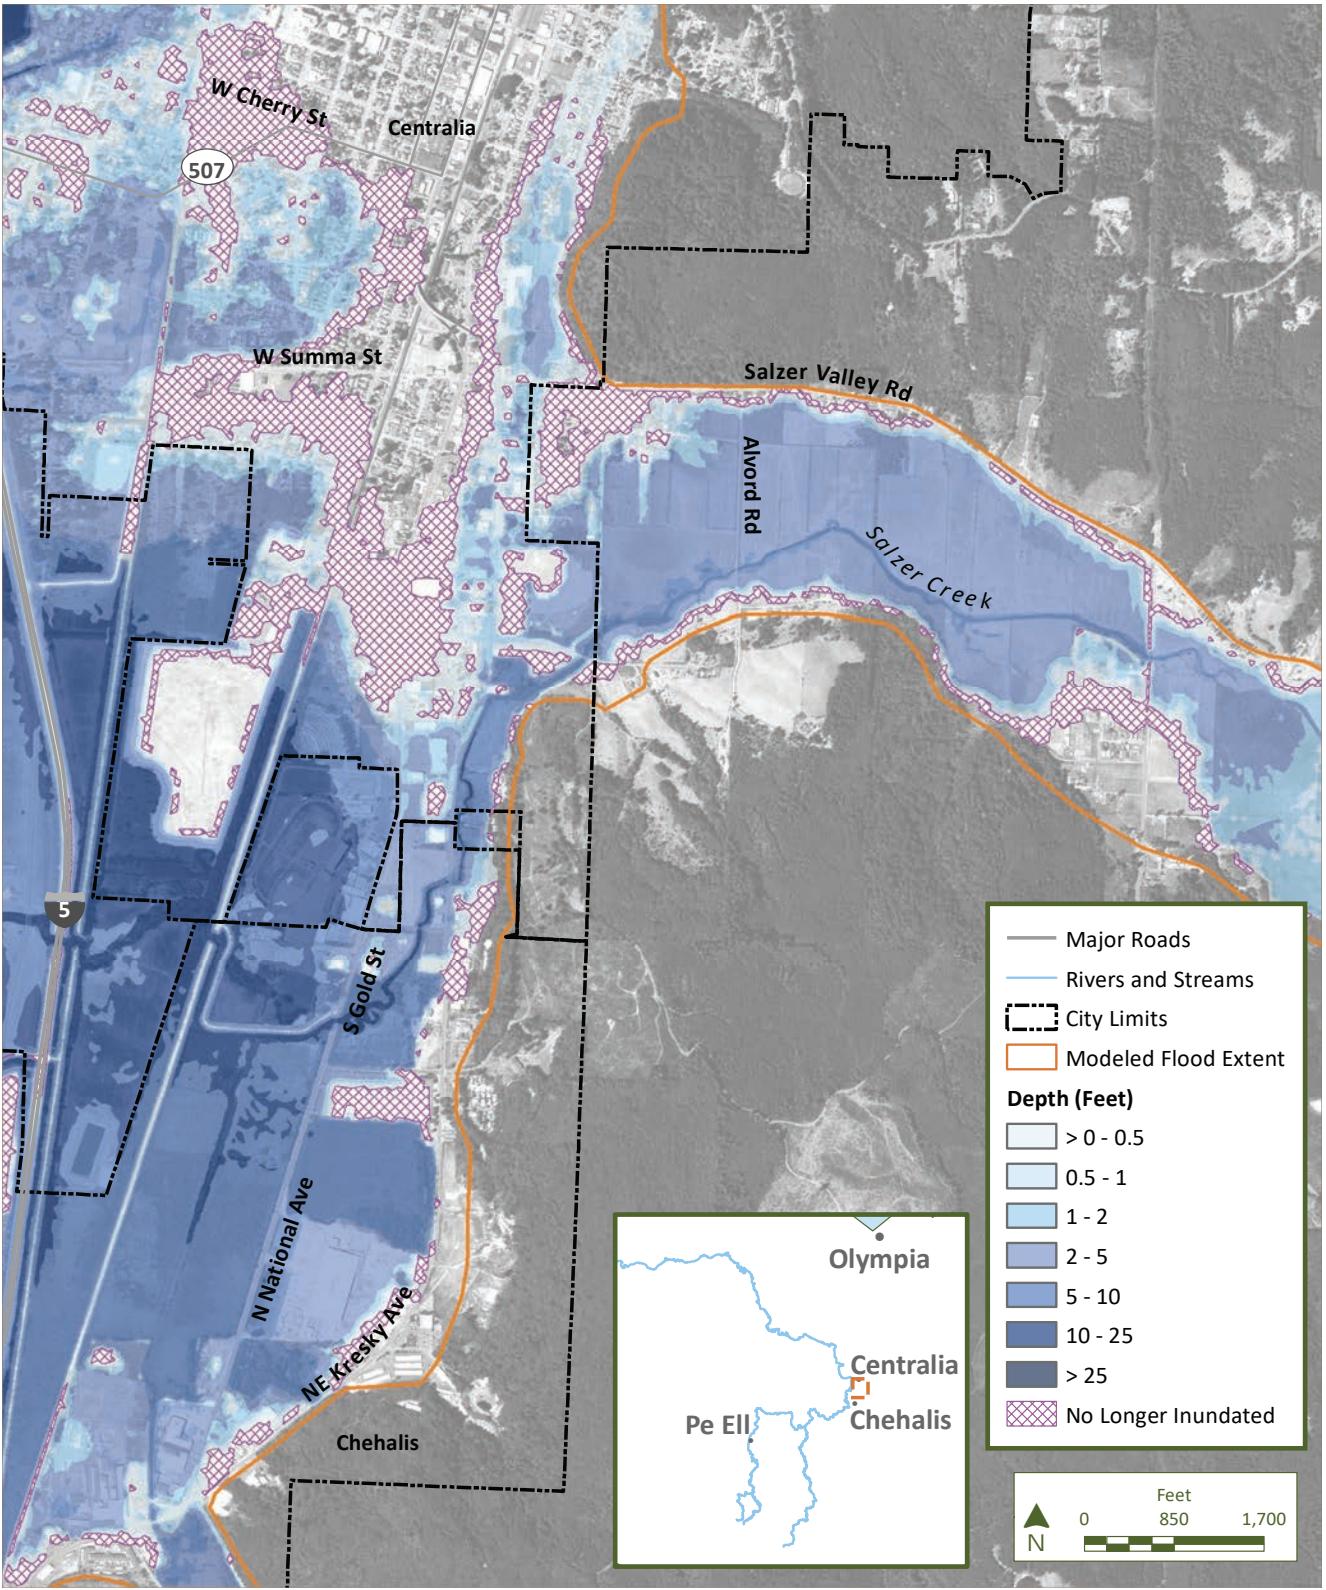 W Cherry St
Centralia
507
W Summa St
Salzer Valley Rd
Alvord Rd
Salzer Creek
5
S Gold St
N National Ave
NE Kresky Ave
Chehalis
Major Roads
Rivers and Streams
City Limits
Modeled Flood Extent
Depth (Feet)
> 0 - 0.5
0.5 - 1
1 - 2
2 - 5
5 - 10
10 - 25
> 25
No Longer Inundated
Olympia
Centralia
Pe Ell
Chehalis
Feet
0 850 1,700
N